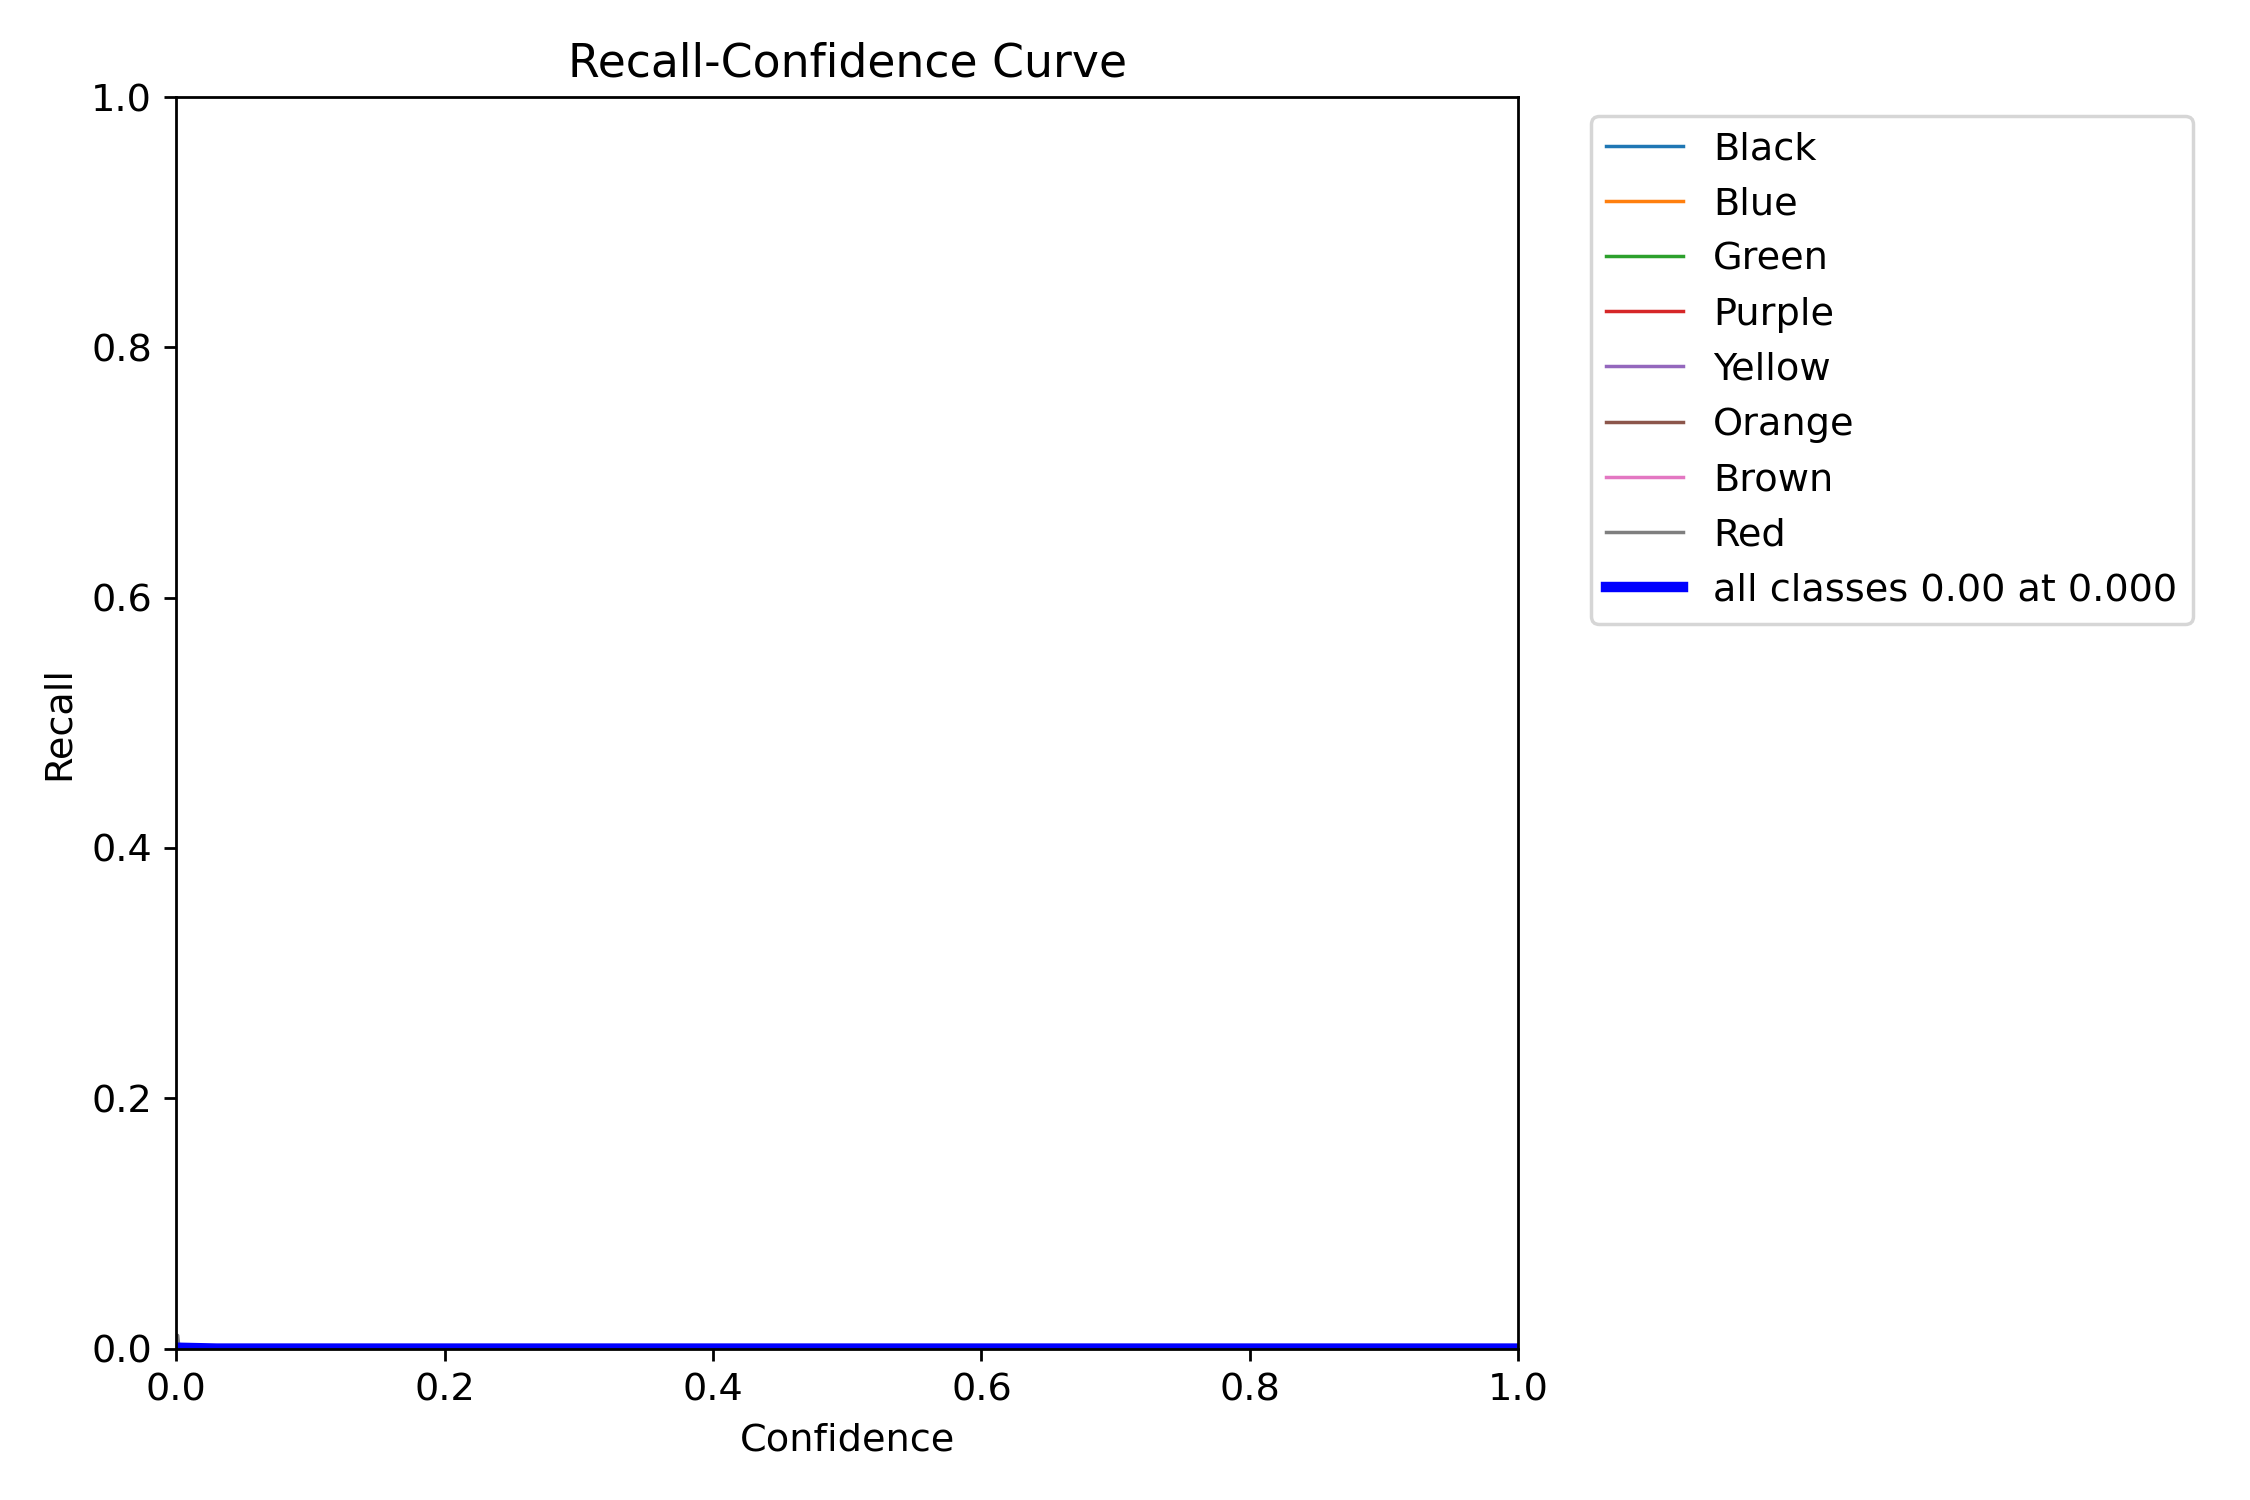 Recall-Confidence Curve
1.0
0.8
0.6
0.4
0.2
0.0
Recall
0.0 0.2 0.4 0.6 0.8 1.0
Confidence
Black
Blue
Green
Purple
Yellow
Orange
Brown
Red
all classes 0.00 at 0.000